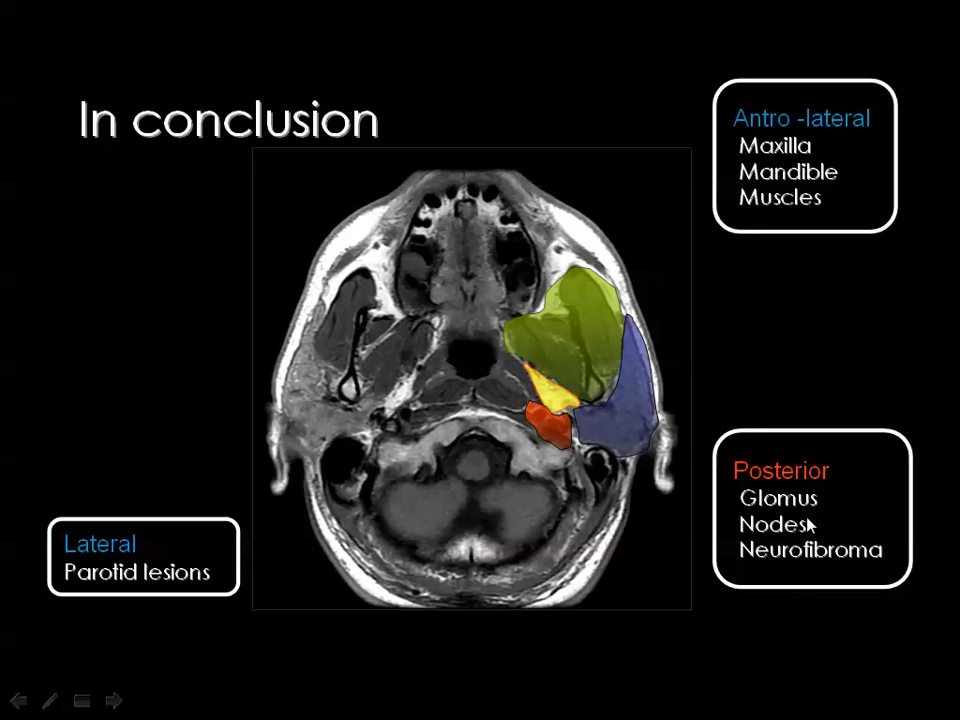 In conclusion
Antro -lateral
Maxilla
Mandible
Muscles
Posterior
Glomus
Nodes
Neurofibroma
Lateral
Parotid lesions